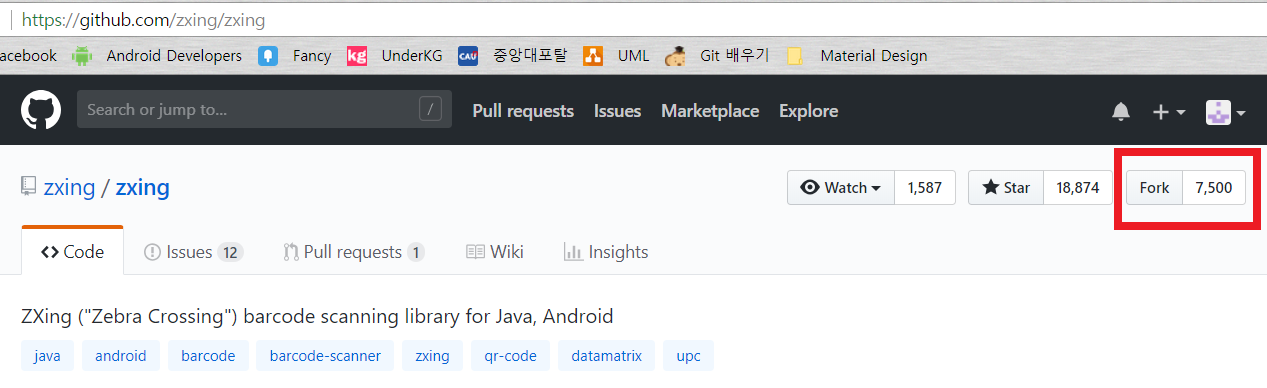 https://github.com/zxing/zxing
acebook Android Developers Fancy kg UnderKG CAU 중앙대포탈 UML Git 배우기 Material Design
Search or jump to... / Pull requests Issues Marketplace Explore
zxing / zxing Watch 1,587 Star 18,874 Fork 7,500
<> Code Issues 12 Pull requests 1 Wiki Insights
ZXing ("Zebra Crossing") barcode scanning library for Java, Android
java android barcode barcode-scanner zxing qr-code datamatrix upc